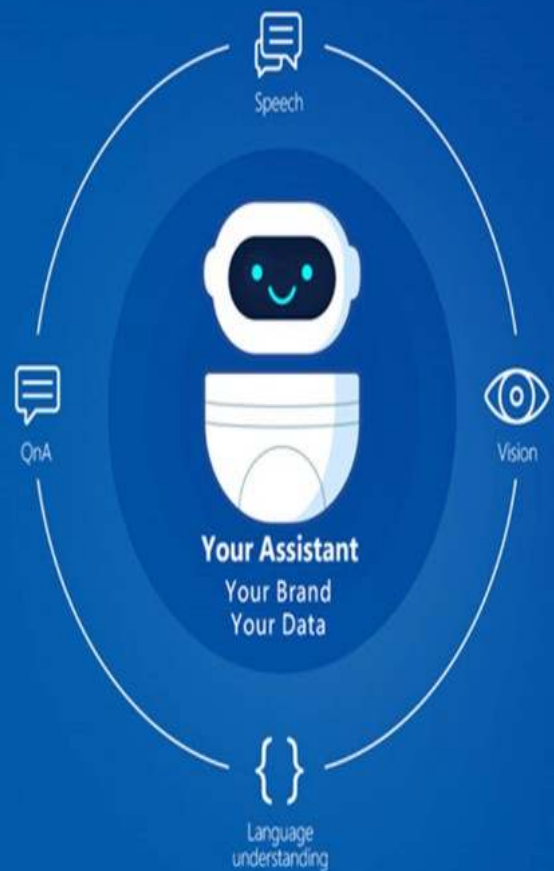 Speech
QnA
Vision
Your Assistant
Your Brand
Your Data
{ }
Language
understanding